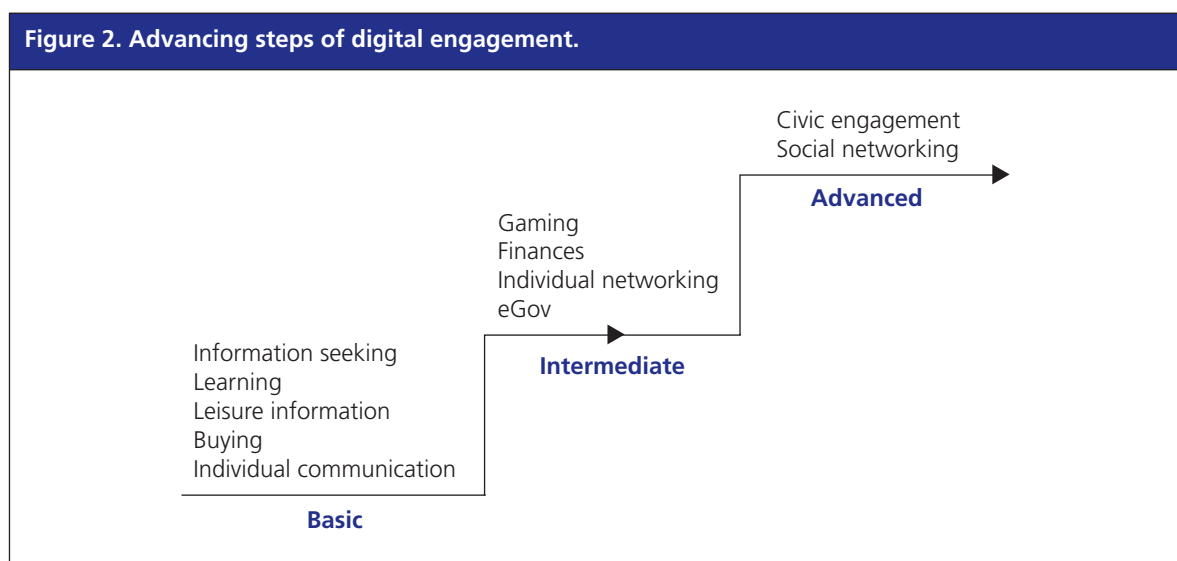 Figure 2. Advancing steps of digital engagement.
Civic engagement
Social networking
Advanced
Gaming
Finances
Individual networking
eGov
Intermediate
Information seeking
Learning
Leisure information
Buying
Individual communication
Basic